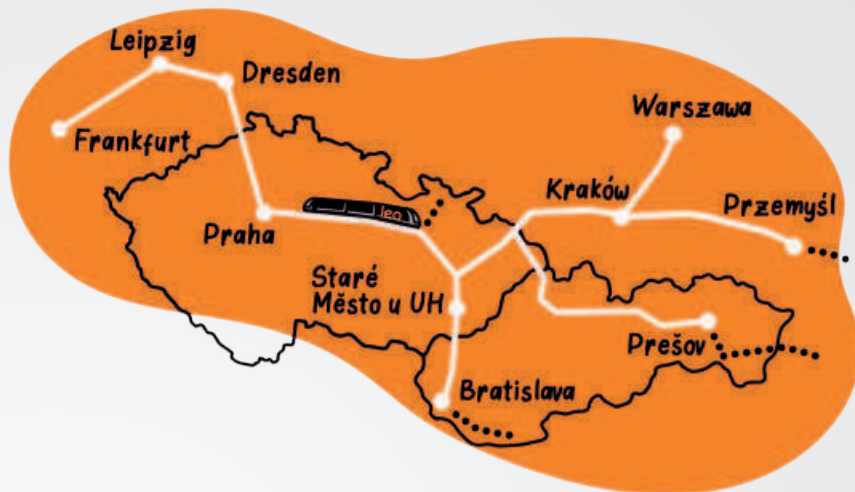 Leipzig
Dresden
Warszawa
Frankfurt
Kraków
Przemyśl
leo
Praha
Staré
Město u UH
Prešov
Bratislava